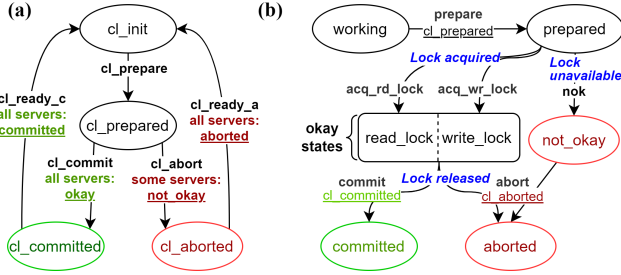 (a)
cl_init
cl_prepare
cl_ready_c
all servers:
committed
cl_ready_a
all servers:
aborted
cl_prepared
cl_commit
all servers:
okay
cl_abort
some servers:
not_okay
cl_committed
cl_aborted
(b)
working
prepare
cl_prepared
prepared
Lock acquired
Lock
unavailable
nok
acq_rd_lock
acq_wr_lock
okay
states
read_lock
write_lock
not_okay
Lock released
commit
cl_committed
abort
cl_aborted
committed
aborted